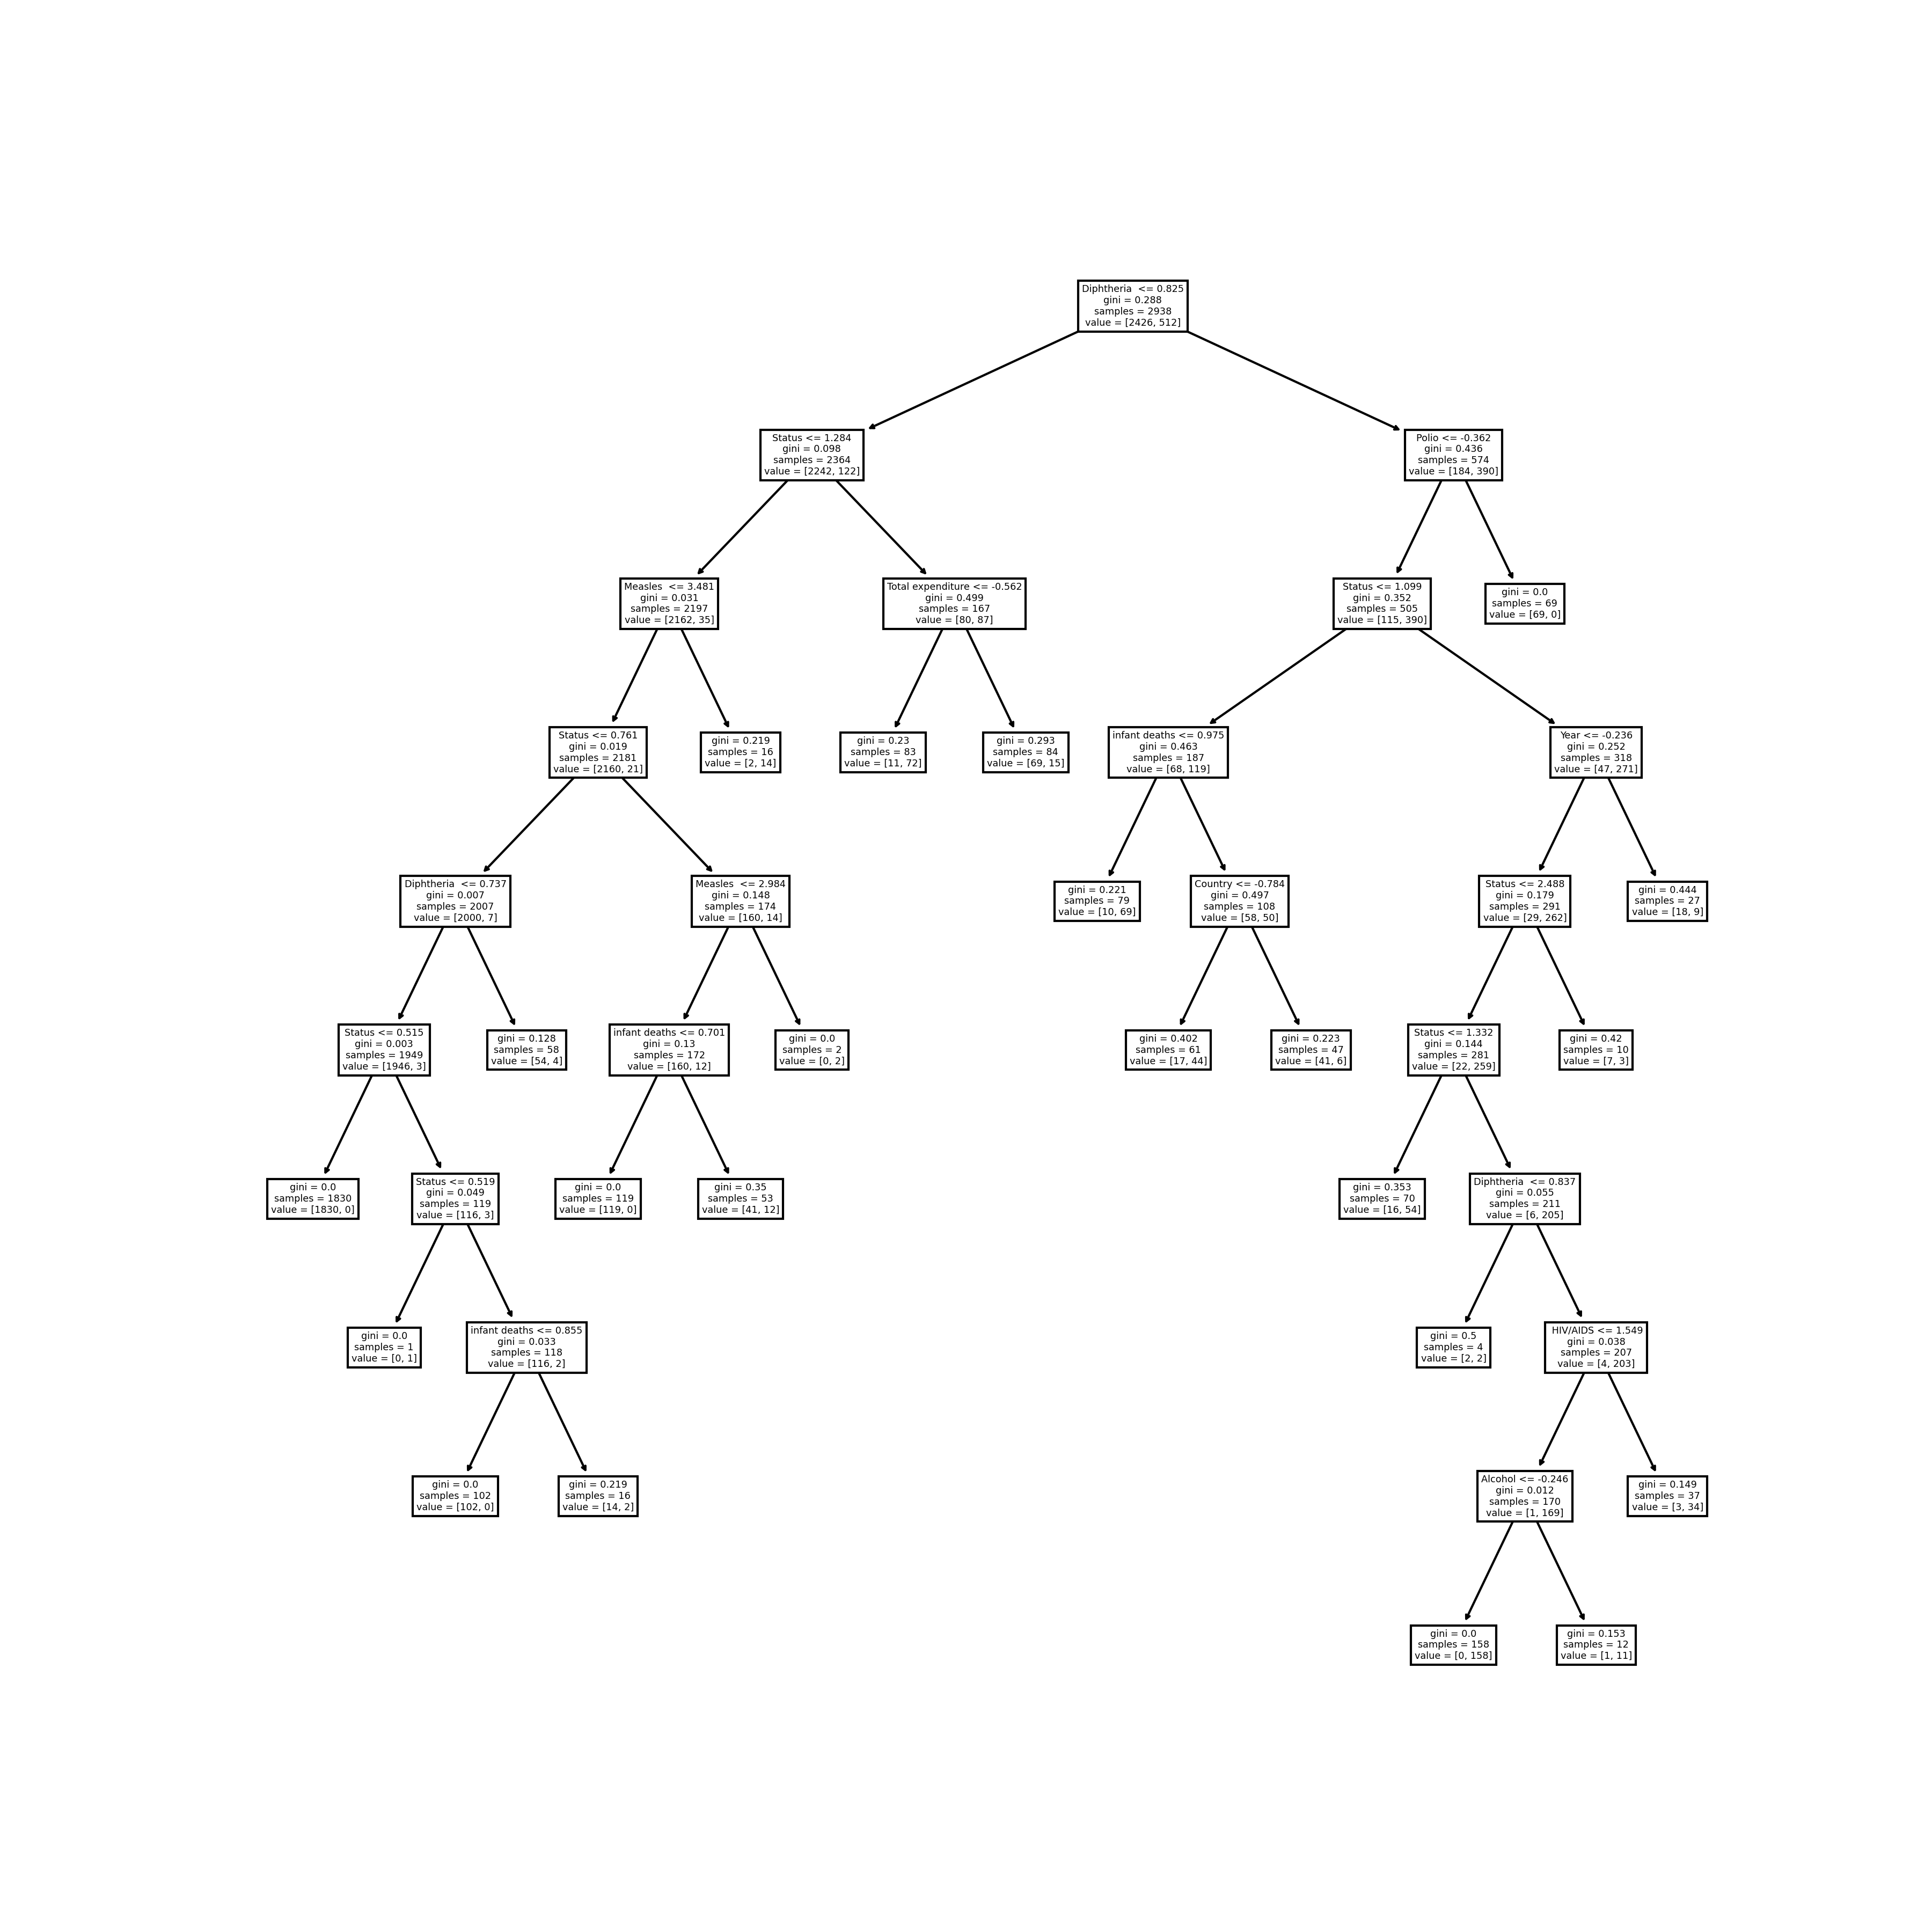 Diphtheria  <= 0.825
gini = 0.288
samples = 2938
value = [2426, 512]
Status <= 1.284
gini = 0.098
samples = 2364
value = [2242, 122]
Polio <= -0.362
gini = 0.436
samples = 574
value = [184, 390]
Measles  <= 3.481
gini = 0.031
samples = 2197
value = [2162, 35]
Total expenditure <= -0.562
gini = 0.499
samples = 167
value = [80, 87]
Status <= 1.099
gini = 0.352
samples = 505
value = [115, 390]
gini = 0.0
samples = 69
value = [69, 0]
Status <= 0.761
gini = 0.019
samples = 2181
value = [2160, 21]
gini = 0.219
samples = 16
value = [2, 14]
gini = 0.23
samples = 83
value = [11, 72]
gini = 0.293
samples = 84
value = [69, 15]
infant deaths <= 0.975
gini = 0.463
samples = 187
value = [68, 119]
Year <= -0.236
gini = 0.252
samples = 318
value = [47, 271]
Diphtheria  <= 0.737
gini = 0.007
samples = 2007
value = [2000, 7]
Measles  <= 2.984
gini = 0.148
samples = 174
value = [160, 14]
gini = 0.221
samples = 79
value = [10, 69]
Country <= -0.784
gini = 0.497
samples = 108
value = [58, 50]
Status <= 2.488
gini = 0.179
samples = 291
value = [29, 262]
gini = 0.444
samples = 27
value = [18, 9]
Status <= 0.515
gini = 0.003
samples = 1949
value = [1946, 3]
gini = 0.128
samples = 58
value = [54, 4]
infant deaths <= 0.701
gini = 0.13
samples = 172
value = [160, 12]
gini = 0.0
samples = 2
value = [0, 2]
gini = 0.402
samples = 61
value = [17, 44]
gini = 0.223
samples = 47
value = [41, 6]
Status <= 1.332
gini = 0.144
samples = 281
value = [22, 259]
gini = 0.42
samples = 10
value = [7, 3]
gini = 0.0
samples = 1830
value = [1830, 0]
Status <= 0.519
gini = 0.049
samples = 119
value = [116, 3]
gini = 0.0
samples = 119
value = [119, 0]
gini = 0.35
samples = 53
value = [41, 12]
gini = 0.353
samples = 70
value = [16, 54]
Diphtheria  <= 0.837
gini = 0.055
samples = 211
value = [6, 205]
gini = 0.0
samples = 1
value = [0, 1]
infant deaths <= 0.855
gini = 0.033
samples = 118
value = [116, 2]
gini = 0.5
samples = 4
value = [2, 2]
HIV/AIDS <= 1.549
gini = 0.038
samples = 207
value = [4, 203]
gini = 0.0
samples = 102
value = [102, 0]
gini = 0.219
samples = 16
value = [14, 2]
Alcohol <= -0.246
gini = 0.012
samples = 170
value = [1, 169]
gini = 0.149
samples = 37
value = [3, 34]
gini = 0.0
samples = 158
value = [0, 158]
gini = 0.153
samples = 12
value = [1, 11]